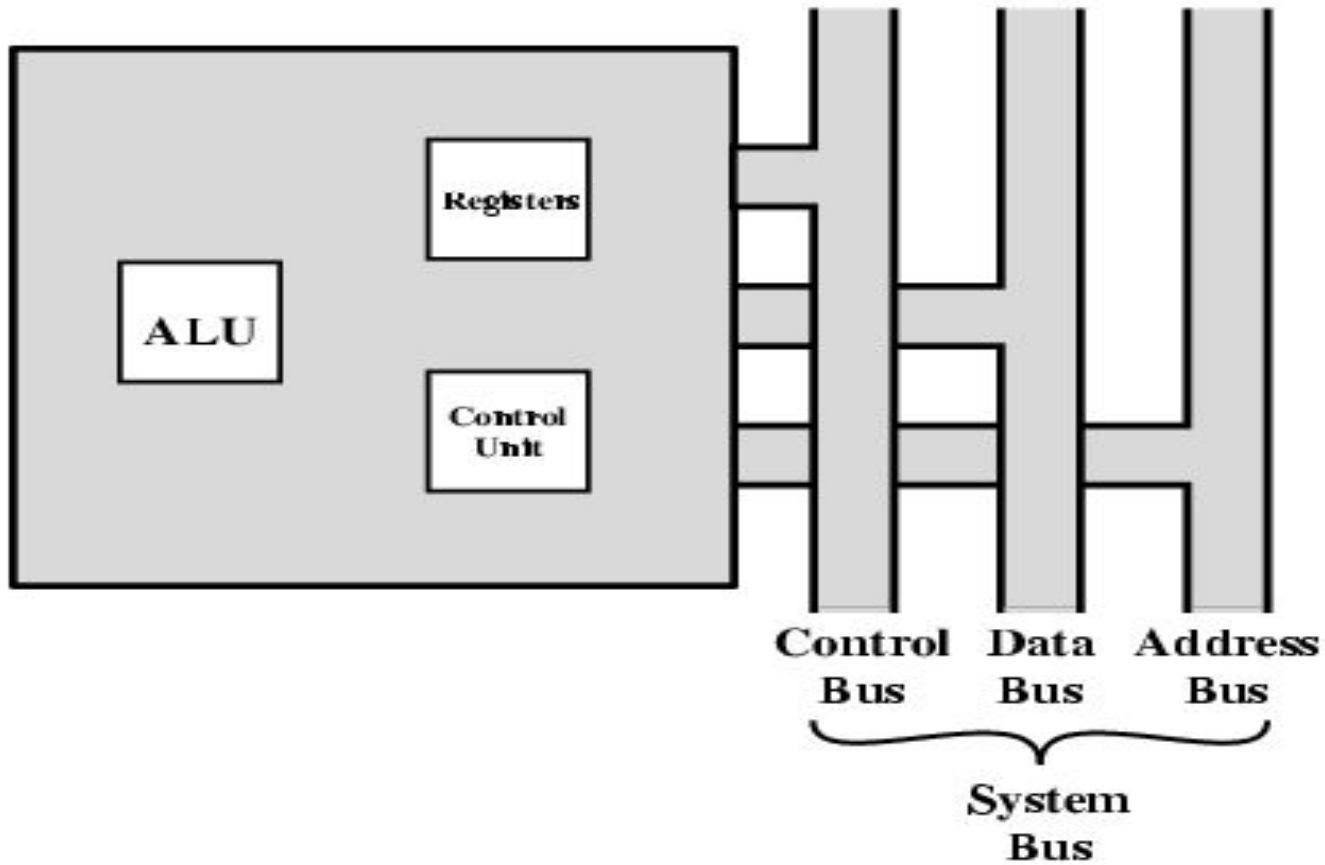 Registers
ALU
Control
Unit
Control Data Address
Bus Bus Bus
System
Bus